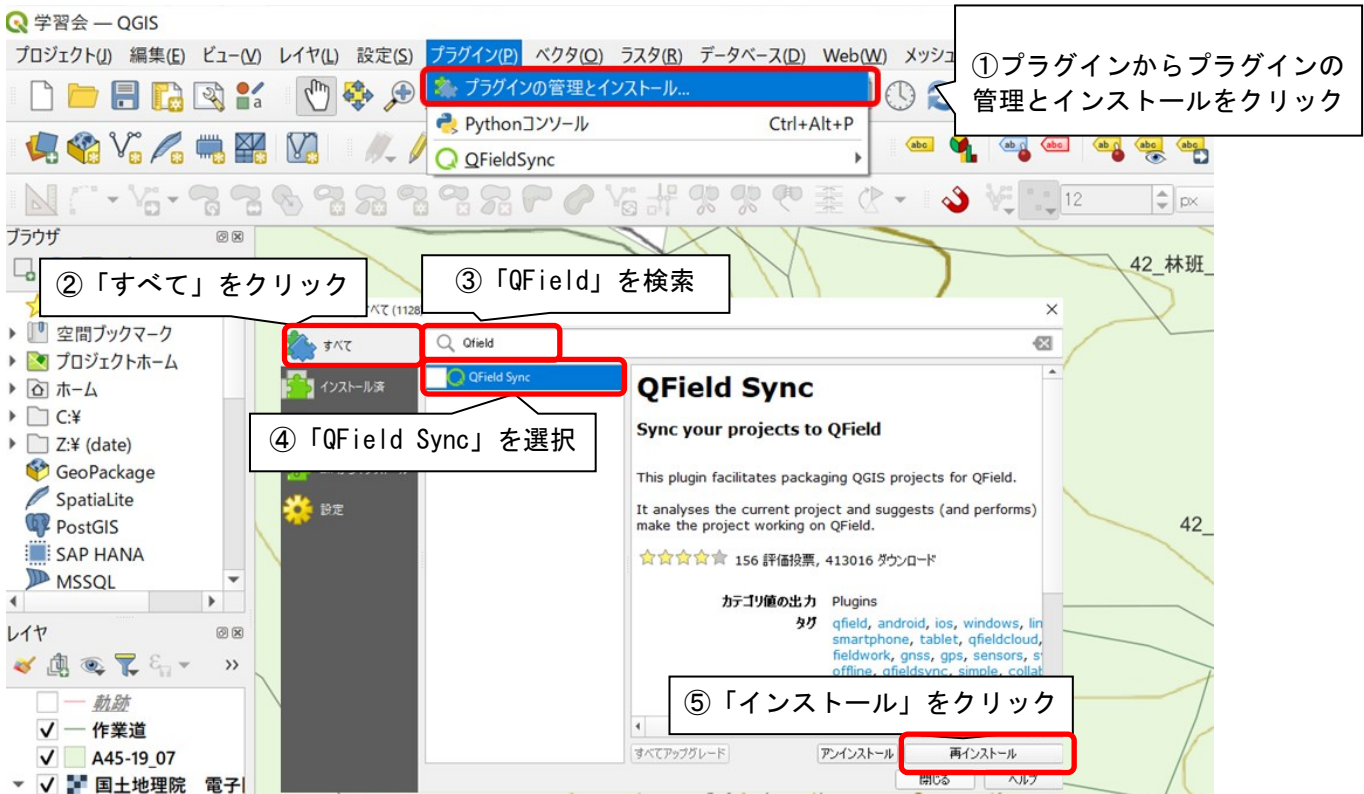 学習会 — QGIS
プロジェクト(J) 編集(E) ビュー(V) レイヤ(L) 設定(S) プラグイン(P) ベクタ(O) ラスタ(R) データベース(D) Web(W) メッシュ
①プラグインからプラグインの
管理とインストールをクリック
プラグインの管理とインストール...
Pythonコンソール Ctrl+Alt+P
QFieldSync
abc
ab
abc
ab
abc
abc
12 px
ブラウザ
②「すべて」をクリック
③「QField」を検索
42_林班_
べて (1128
空間ブックマーク
プロジェクトホーム
ホーム
C:¥
Z:¥ (date)
GeoPackage
SpatiaLite
PostGIS
SAP HANA
MSSQL
すべて
Qfield
インストール済
QField Sync
④「QField Sync」を選択
設定
QField Sync
Sync your projects to QField
This plugin facilitates packaging QGIS projects for QField.
It analyses the current project and suggests (and performs)
make the project working on QField.
156 評価投票, 413016 ダウンロード
カテゴリ値の出力 Plugins
タグ qfield, android, ios, windows, lin
smartphone, tablet, qfieldcloud,
fieldwork, gnss, gps, sensors, s
offline, qfieldsync, simple, collab
42_
⑤「インストール」をクリック
すべてアップグレード アンインストール 再インストール
閉じる ヘルプ
レイヤ
軌跡
作業道
A45-19_07
国土地理院 電子